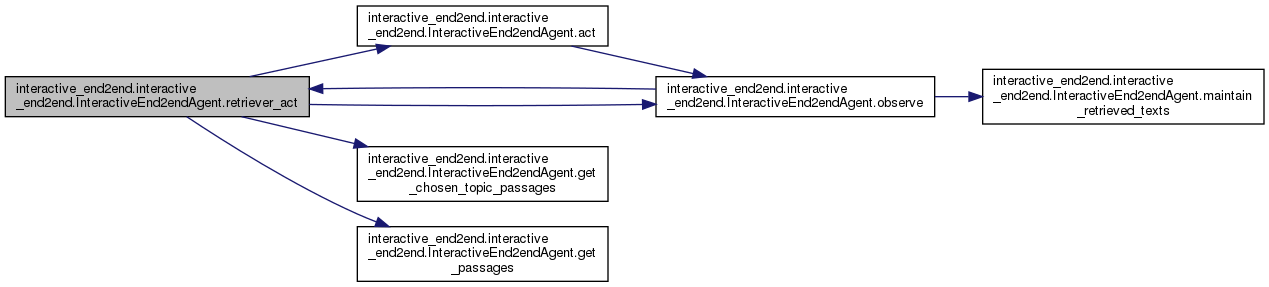 interactive_end2end.interactive
_end2end.InteractiveEnd2endAgent.retriever_act
interactive_end2end.interactive
_end2end.InteractiveEnd2endAgent.act
interactive_end2end.interactive
_end2end.InteractiveEnd2endAgent.observe
interactive_end2end.interactive
_end2end.InteractiveEnd2endAgent.maintain
_retrieved_texts
interactive_end2end.interactive
_end2end.InteractiveEnd2endAgent.get
_chosen_topic_passages
interactive_end2end.interactive
_end2end.InteractiveEnd2endAgent.get
_passages